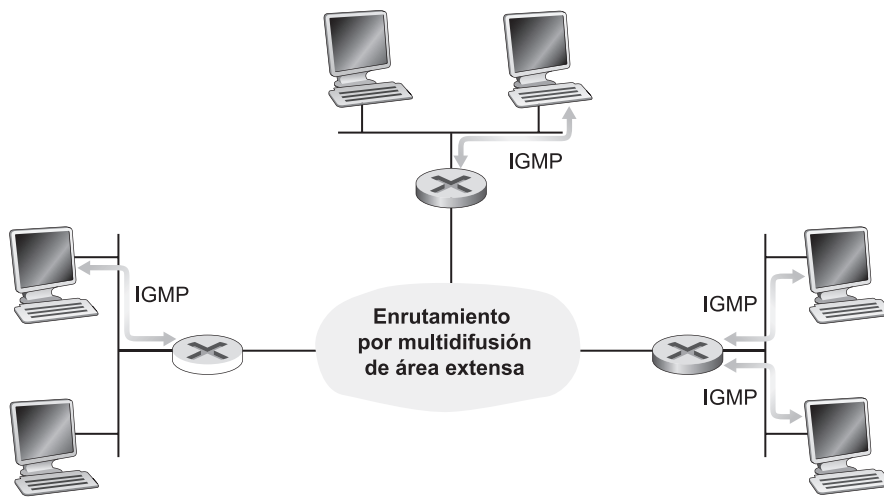 IGMP
IGMP
Enrutamiento
por multidifusión
de área extensa
IGMP
IGMP